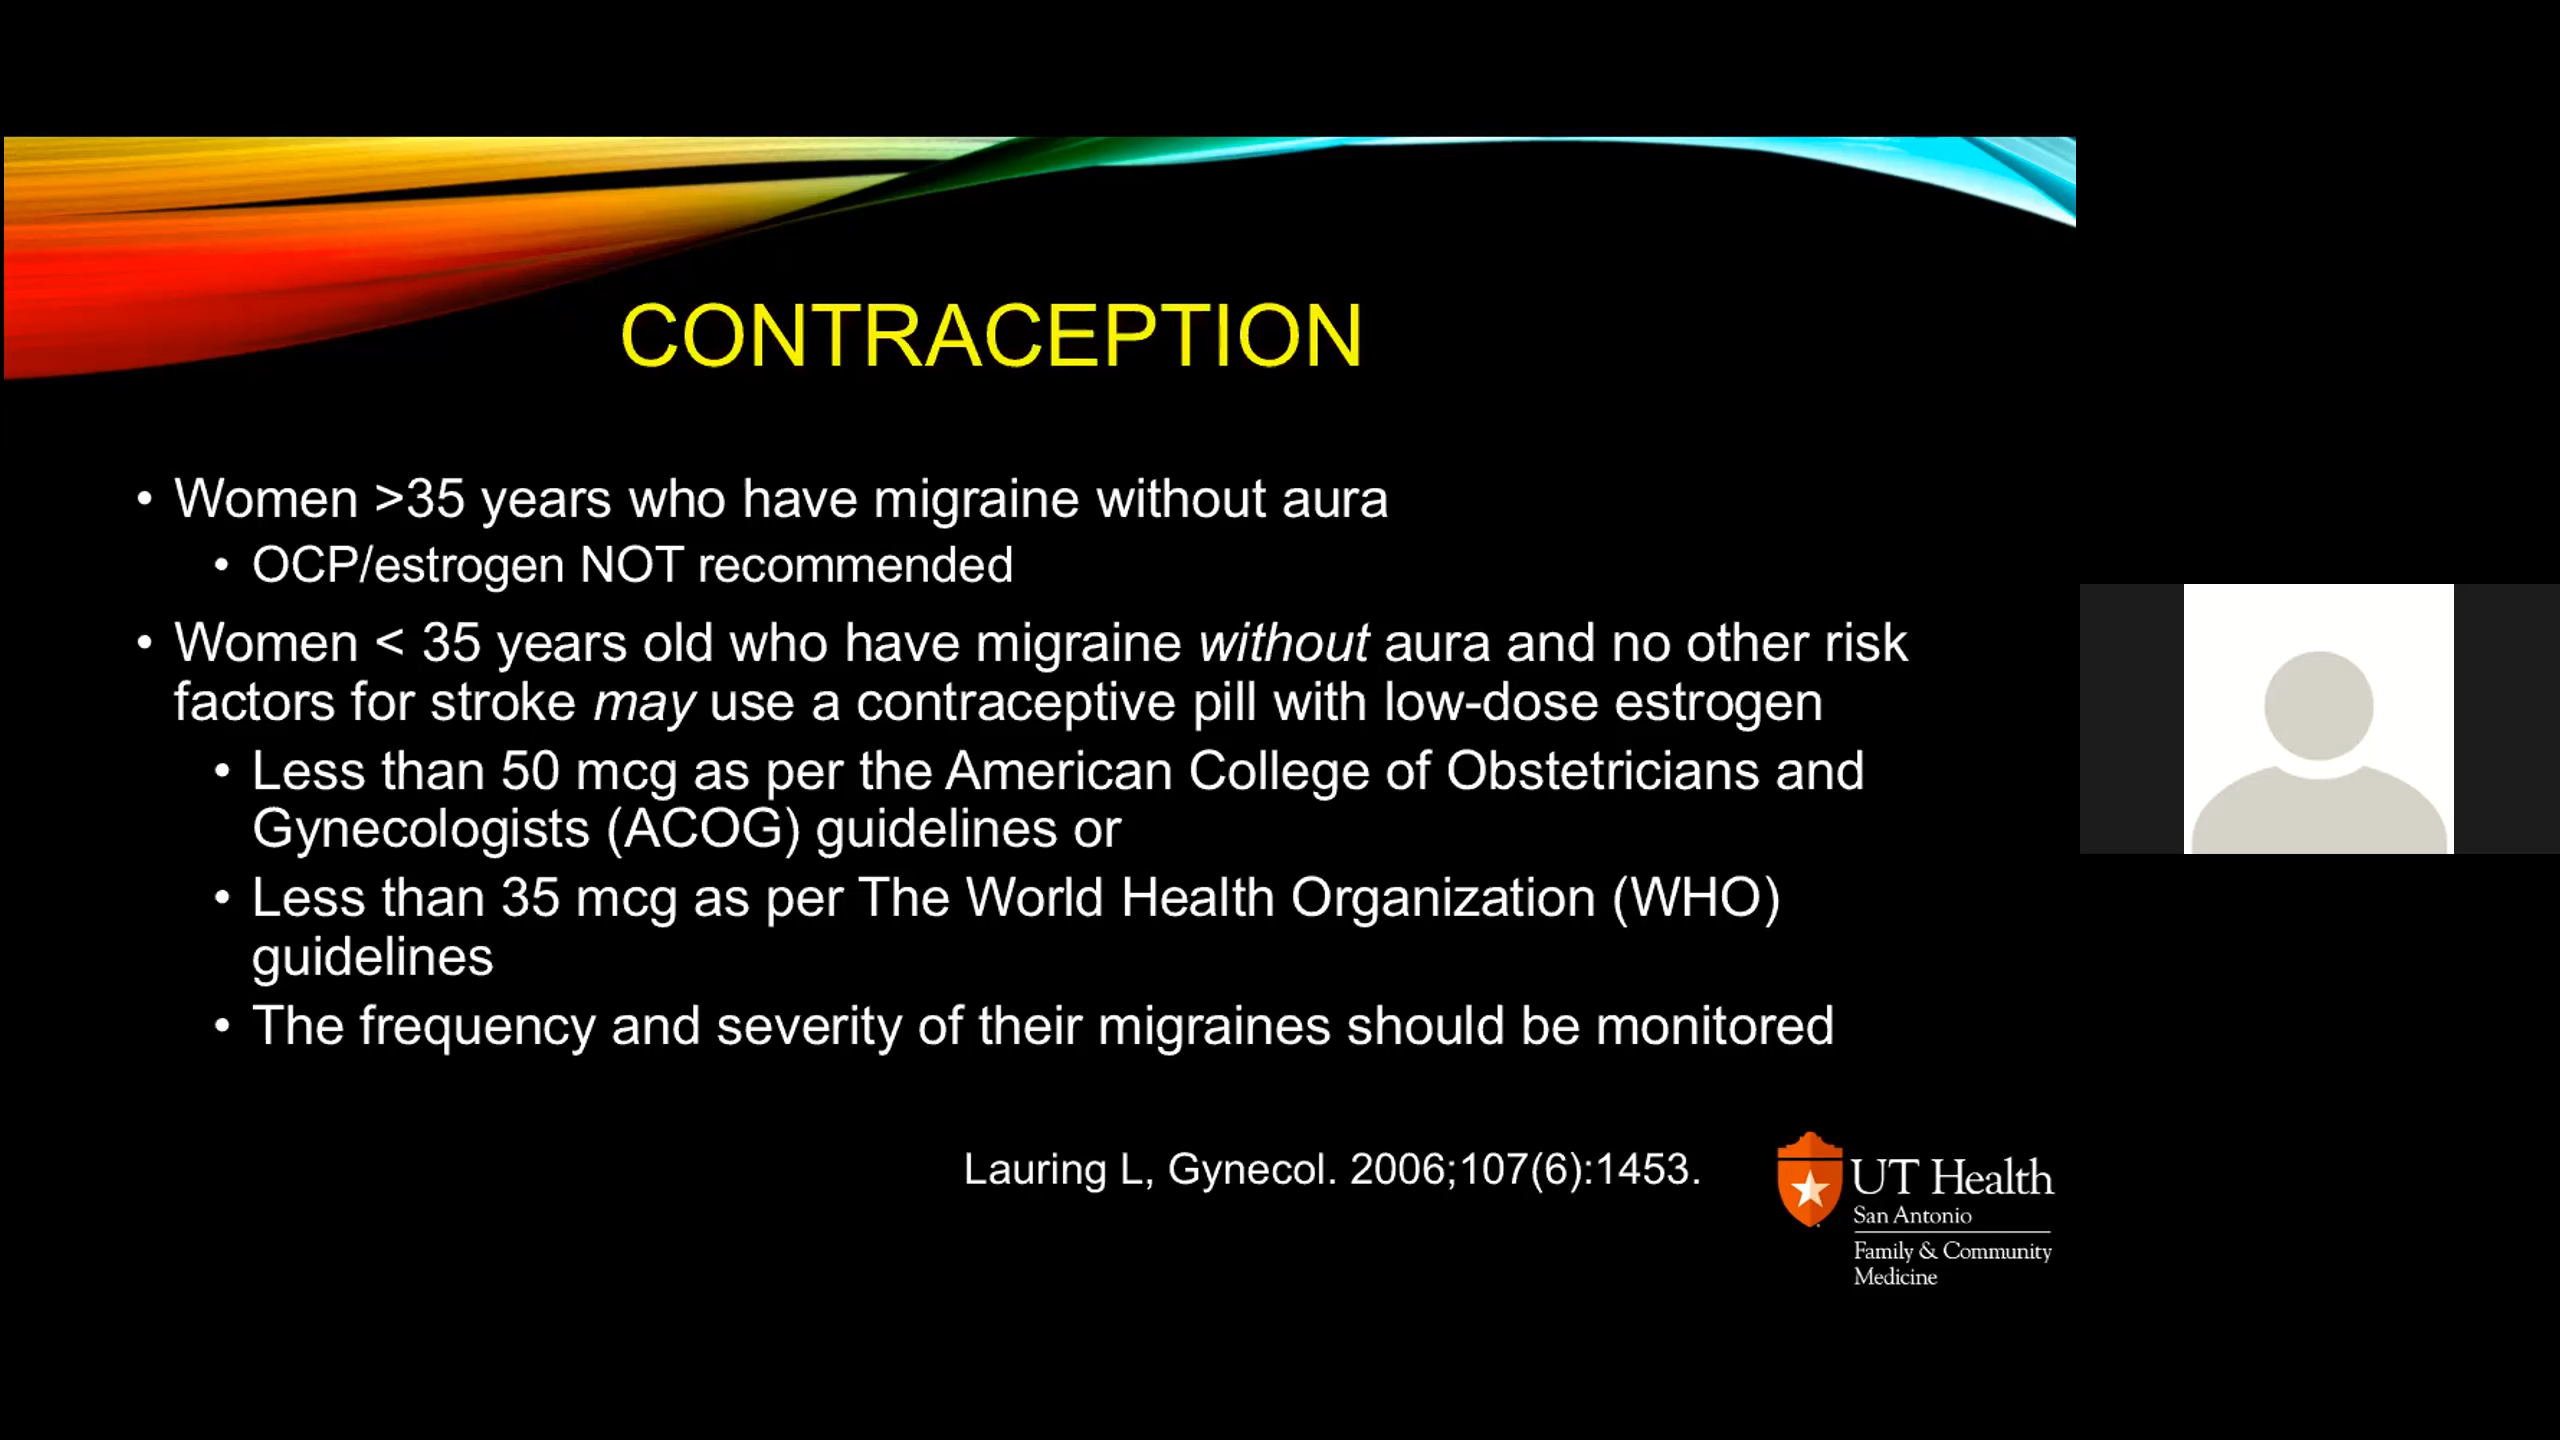 CONTRACEPTION
• Women >35 years who have migraine without aura
• OCP/estrogen NOT recommended
• Women < 35 years old who have migraine without aura and no other risk
factors for stroke may use a contraceptive pill with low-dose estrogen
• Less than 50 mcg as per the American College of Obstetricians and
Gynecologists (ACOG) guidelines or
• Less than 35 mcg as per The World Health Organization (WHO)
guidelines
• The frequency and severity of their migraines should be monitored
Lauring L, Gynecol. 2006;107(6):1453.
UT Health
San Antonio
Family & Community
Medicine